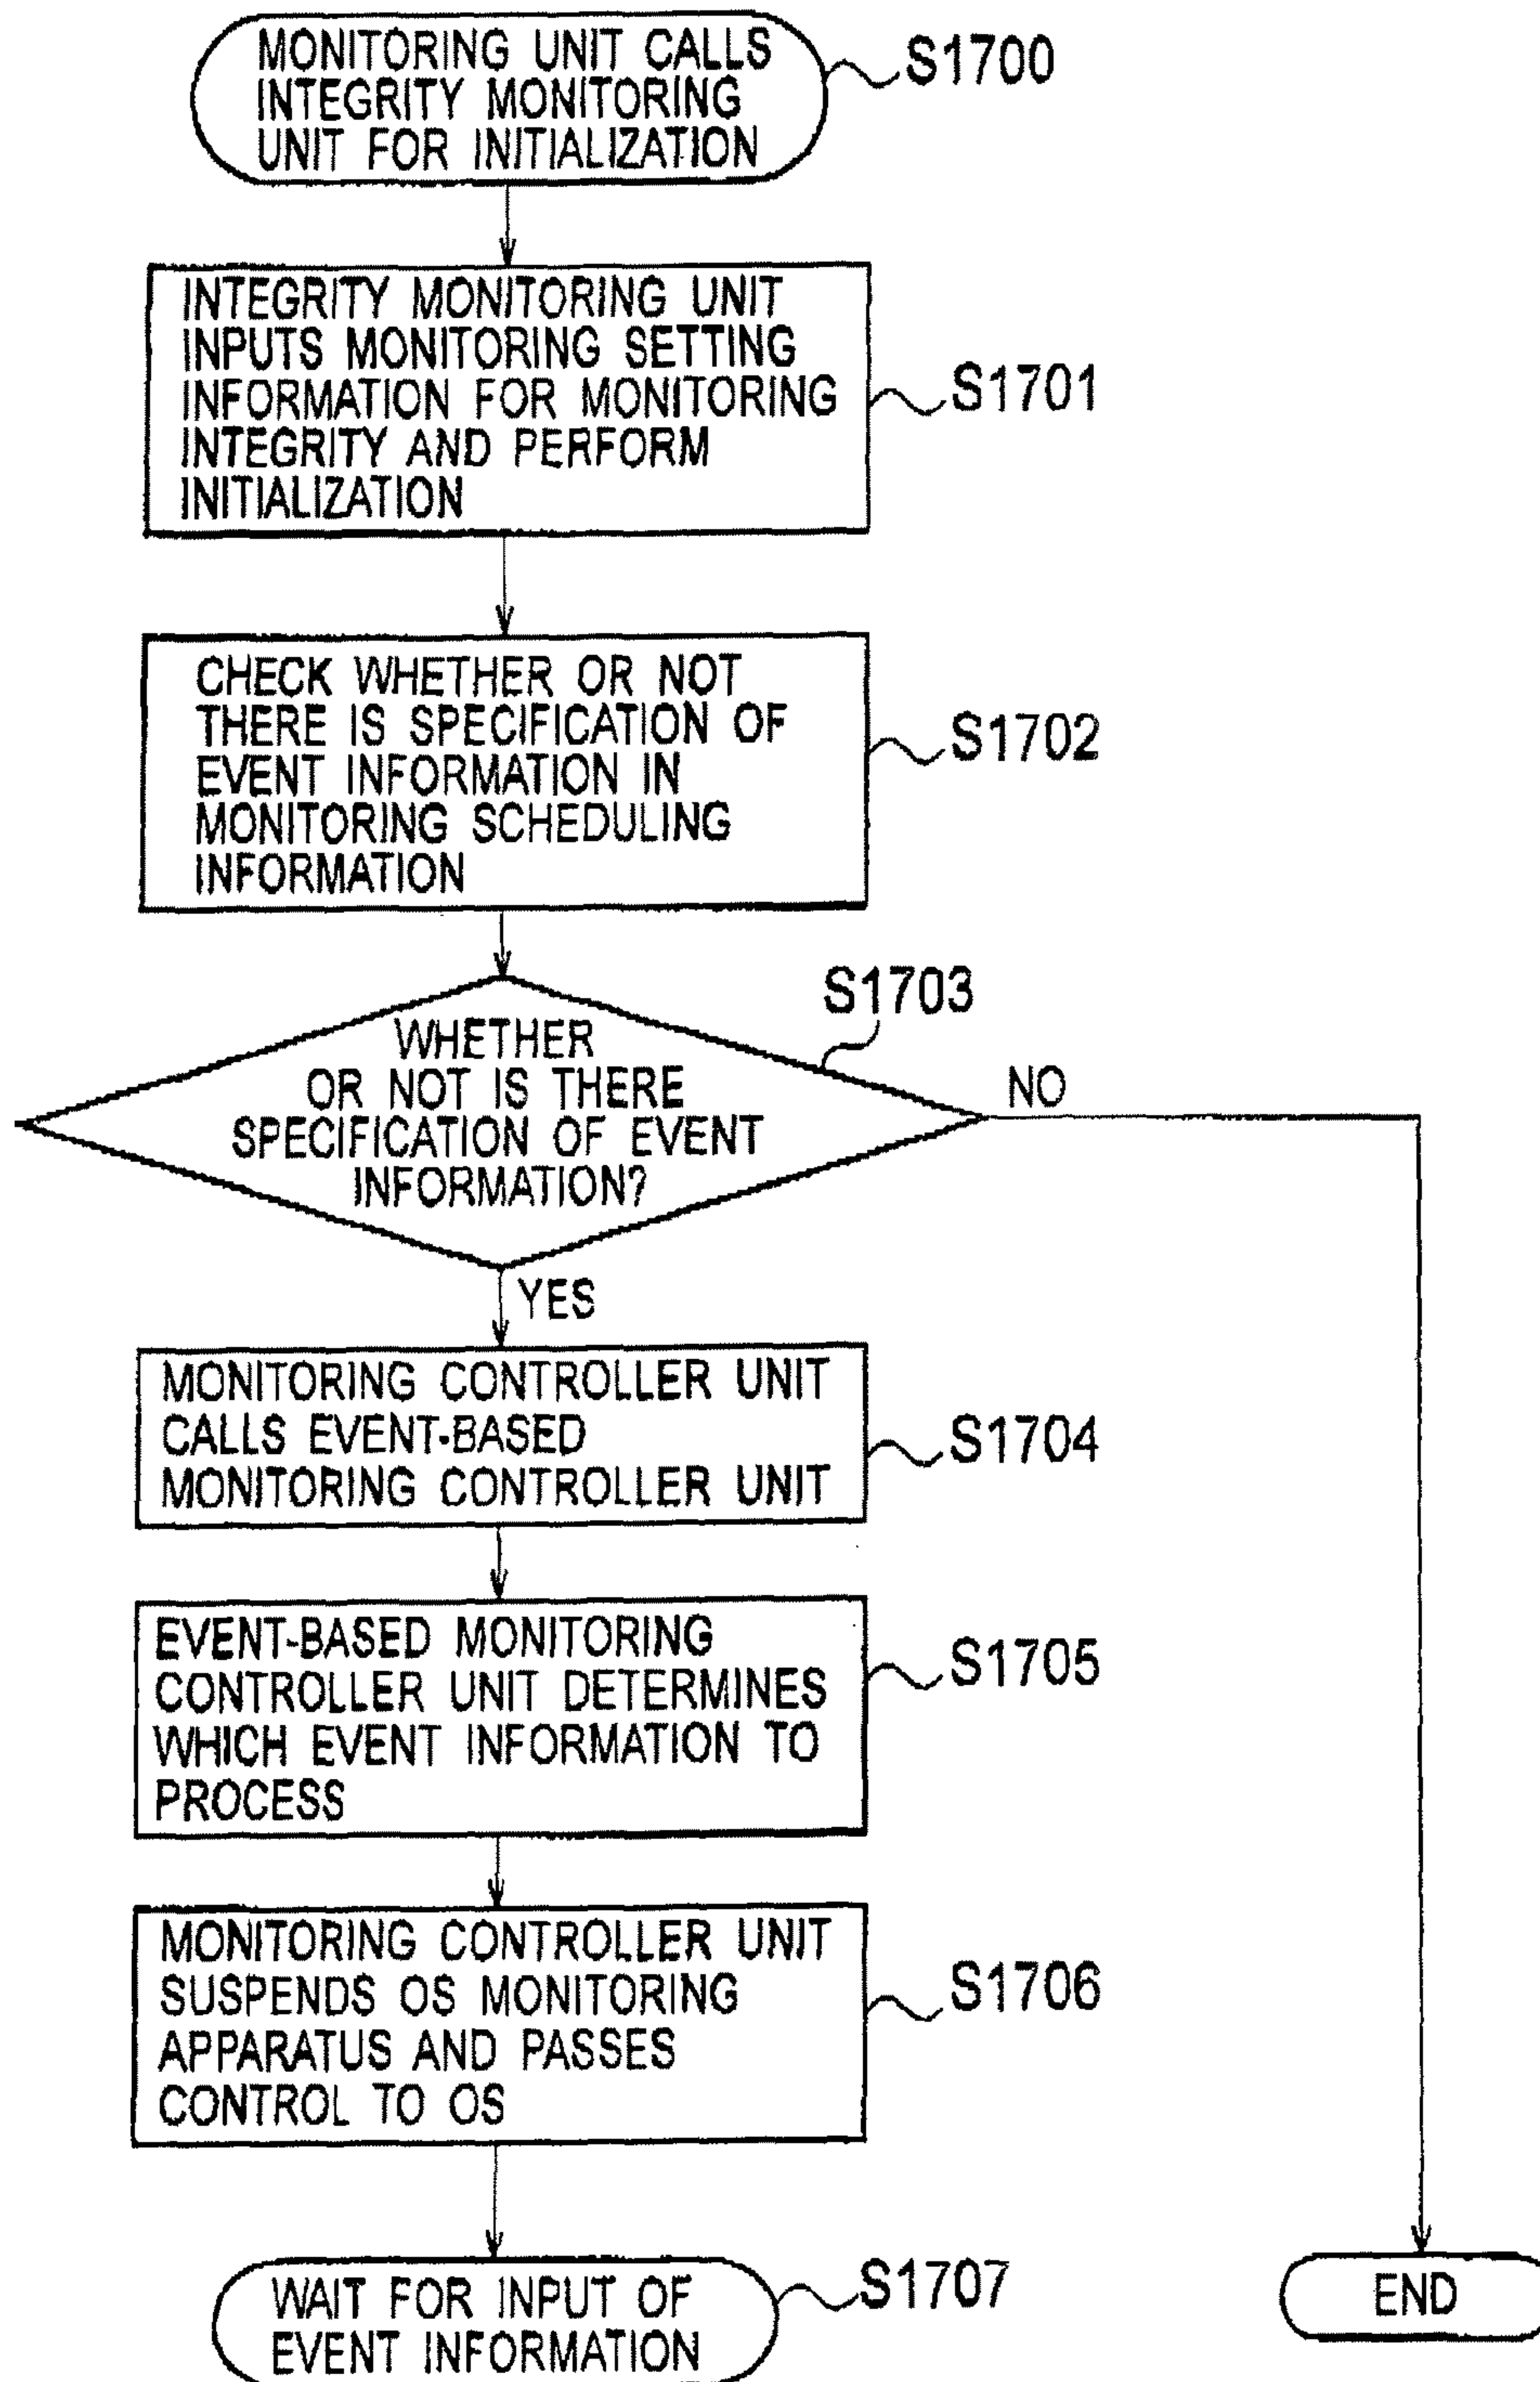 MONITORING UNIT CALLS
INTEGRITY MONITORING
UNIT FOR INITIALIZATION
S1700
INTEGRITY MONITORING UNIT
INPUTS MONITORING SETTING
INFORMATION FOR MONITORING
INTEGRITY AND PERFORM
INITIALIZATION
S1701
CHECK WHETHER OR NOT
THERE IS SPECIFICATION OF
EVENT INFORMATION IN
MONITORING SCHEDULING
INFORMATION
S1702
S1703
WHETHER
OR NOT IS THERE
SPECIFICATION OF EVENT
INFORMATION?
NO
YES
MONITORING CONTROLLER UNIT
CALLS EVENT-BASED
MONITORING CONTROLLER UNIT
S1704
EVENT-BASED MONITORING
CONTROLLER UNIT DETERMINES
WHICH EVENT INFORMATION TO
PROCESS
S1705
MONITORING CONTROLLER UNIT
SUSPENDS OS MONITORING
APPARATUS AND PASSES
CONTROL TO OS
S1706
WAIT FOR INPUT OF
EVENT INFORMATION
S1707
END